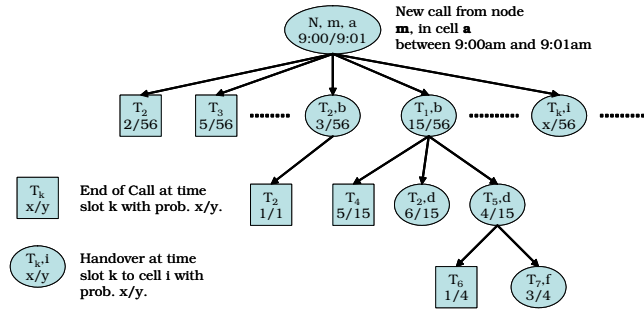 N, m, a
9:00/9:01
New call from node
m, in cell a
between 9:00am and 9:01am
T2
2/56
T3
5/56
T2,b
3/56
T1,b
15/56
Tk,i
x/56
T2
1/1
T4
5/15
T2,d
6/15
T5,d
4/15
Tk
x/y
End of Call at time
slot k with prob. x/y.
Tk,i
x/y
Handover at time
slot k to cell i with
prob. x/y.
T6
1/4
T7,f
3/4